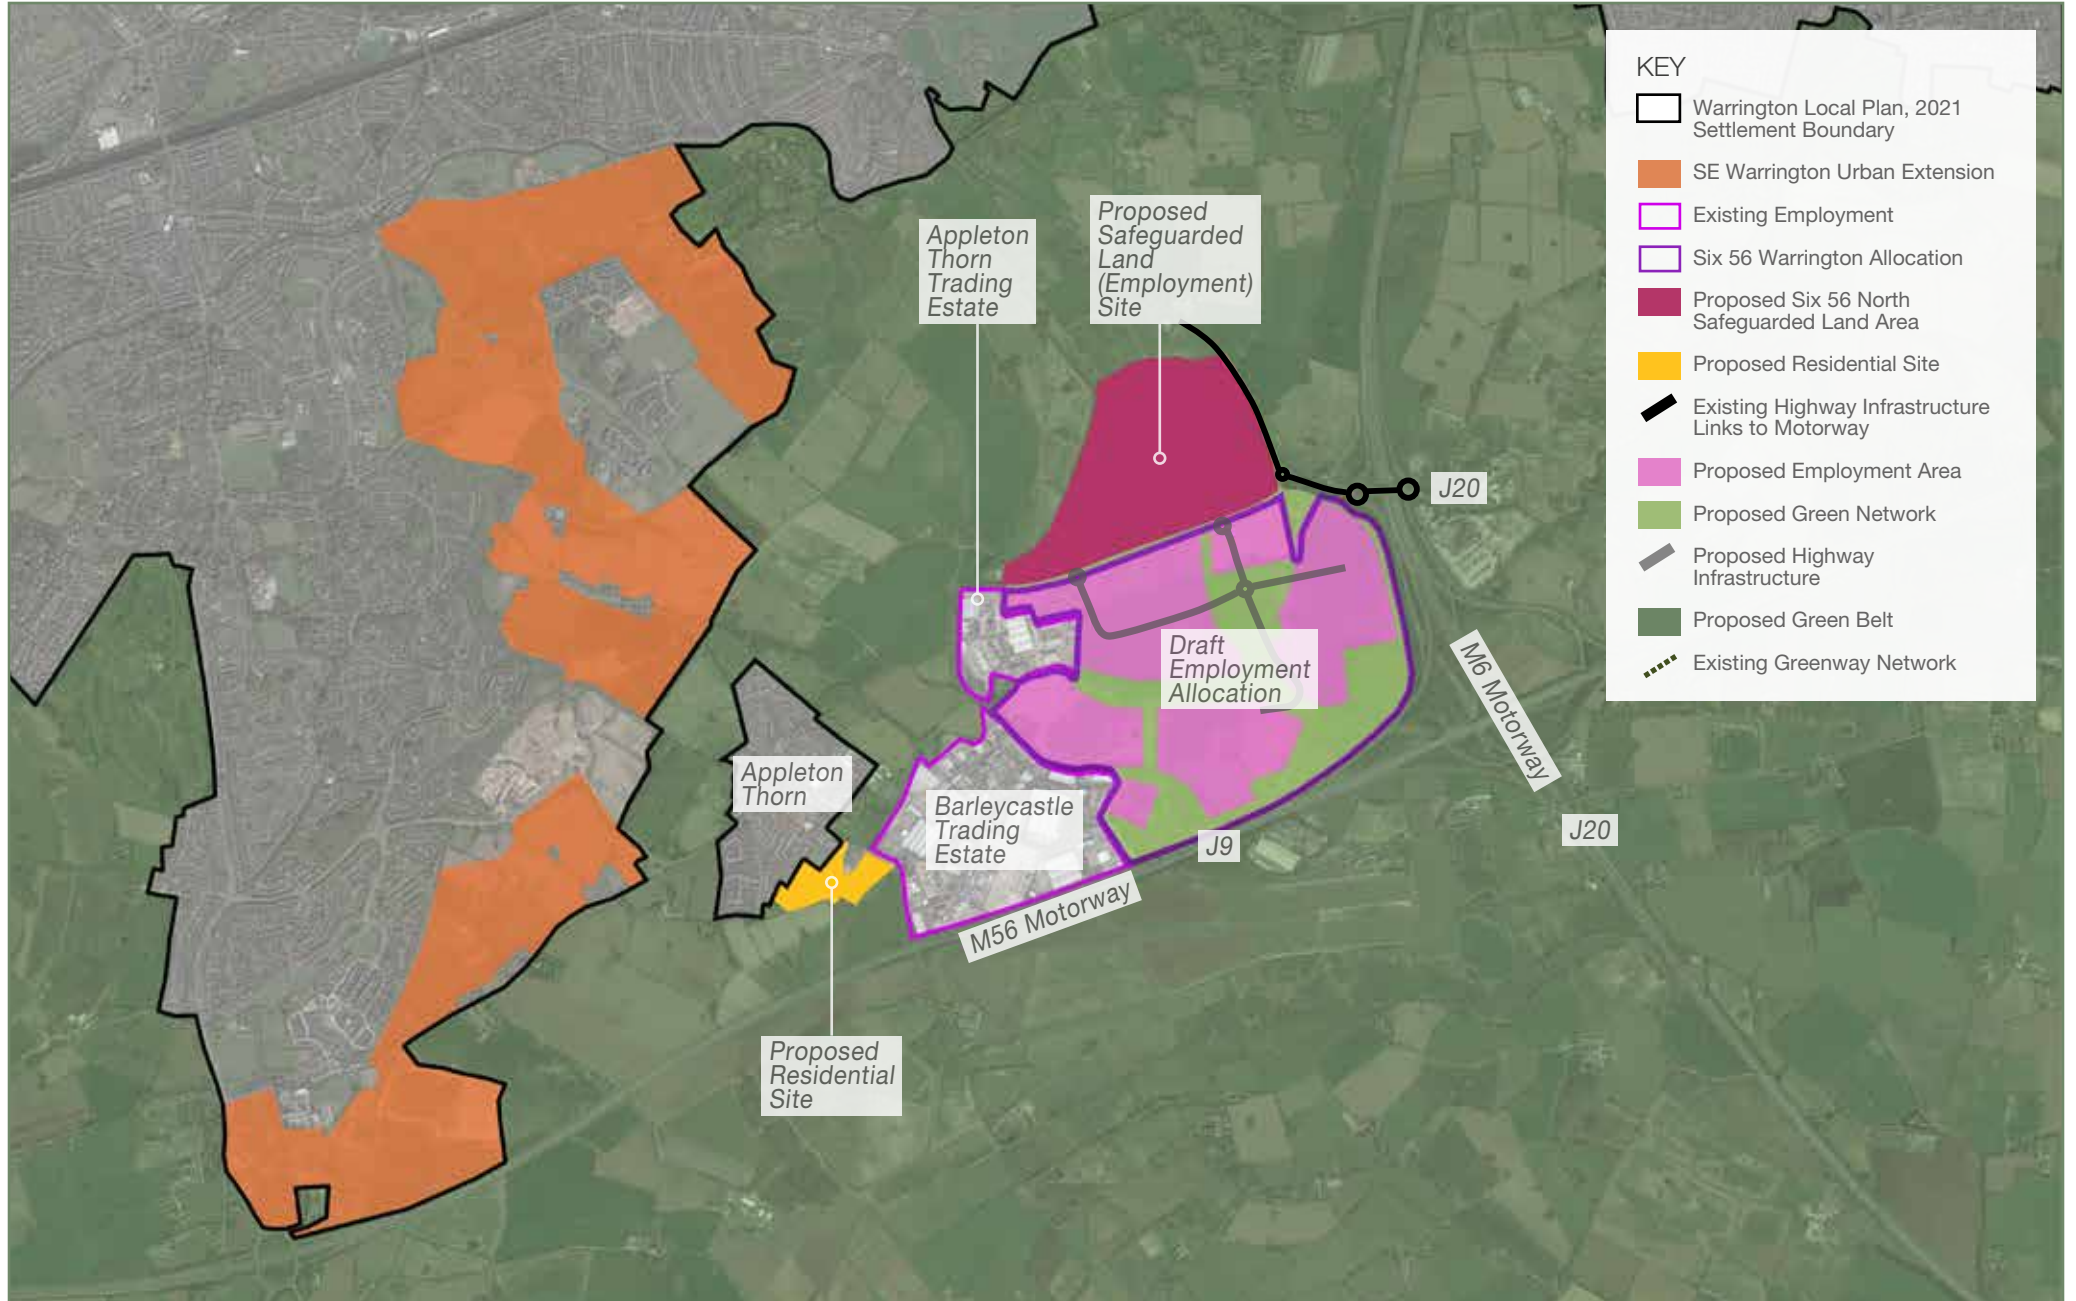 Appleton
Thorn
Trading
Estate
Proposed
Safeguarded
Land
(Employment)
Site
J20
Draft
Employment
Allocation
M6 Motorway
Appleton
Thorn
Barleycastle
Trading
Estate
J9
J20
M56 Motorway
Proposed
Residential
Site
KEY
Warrington Local Plan, 2021
Settlement Boundary
SE Warrington Urban Extension
Existing Employment
Six 56 Warrington Allocation
Proposed Six 56 North
Safeguarded Land Area
Proposed Residential Site
Existing Highway Infrastructure
Links to Motorway
Proposed Employment Area
Proposed Green Network
Proposed Highway
Infrastructure
Proposed Green Belt
Existing Greenway Network